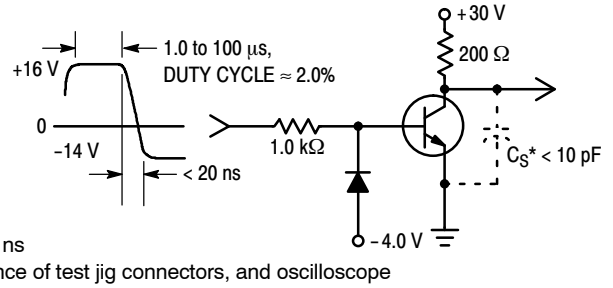 +30 V
200 Ω
1.0 to 100 μs,
DUTY CYCLE ≈ 2.0%
+16 V
0
−14 V
< 20 ns
1.0 kΩ
CS* < 10 pF
−4.0 V
ns
nce of test jig connectors, and oscilloscope